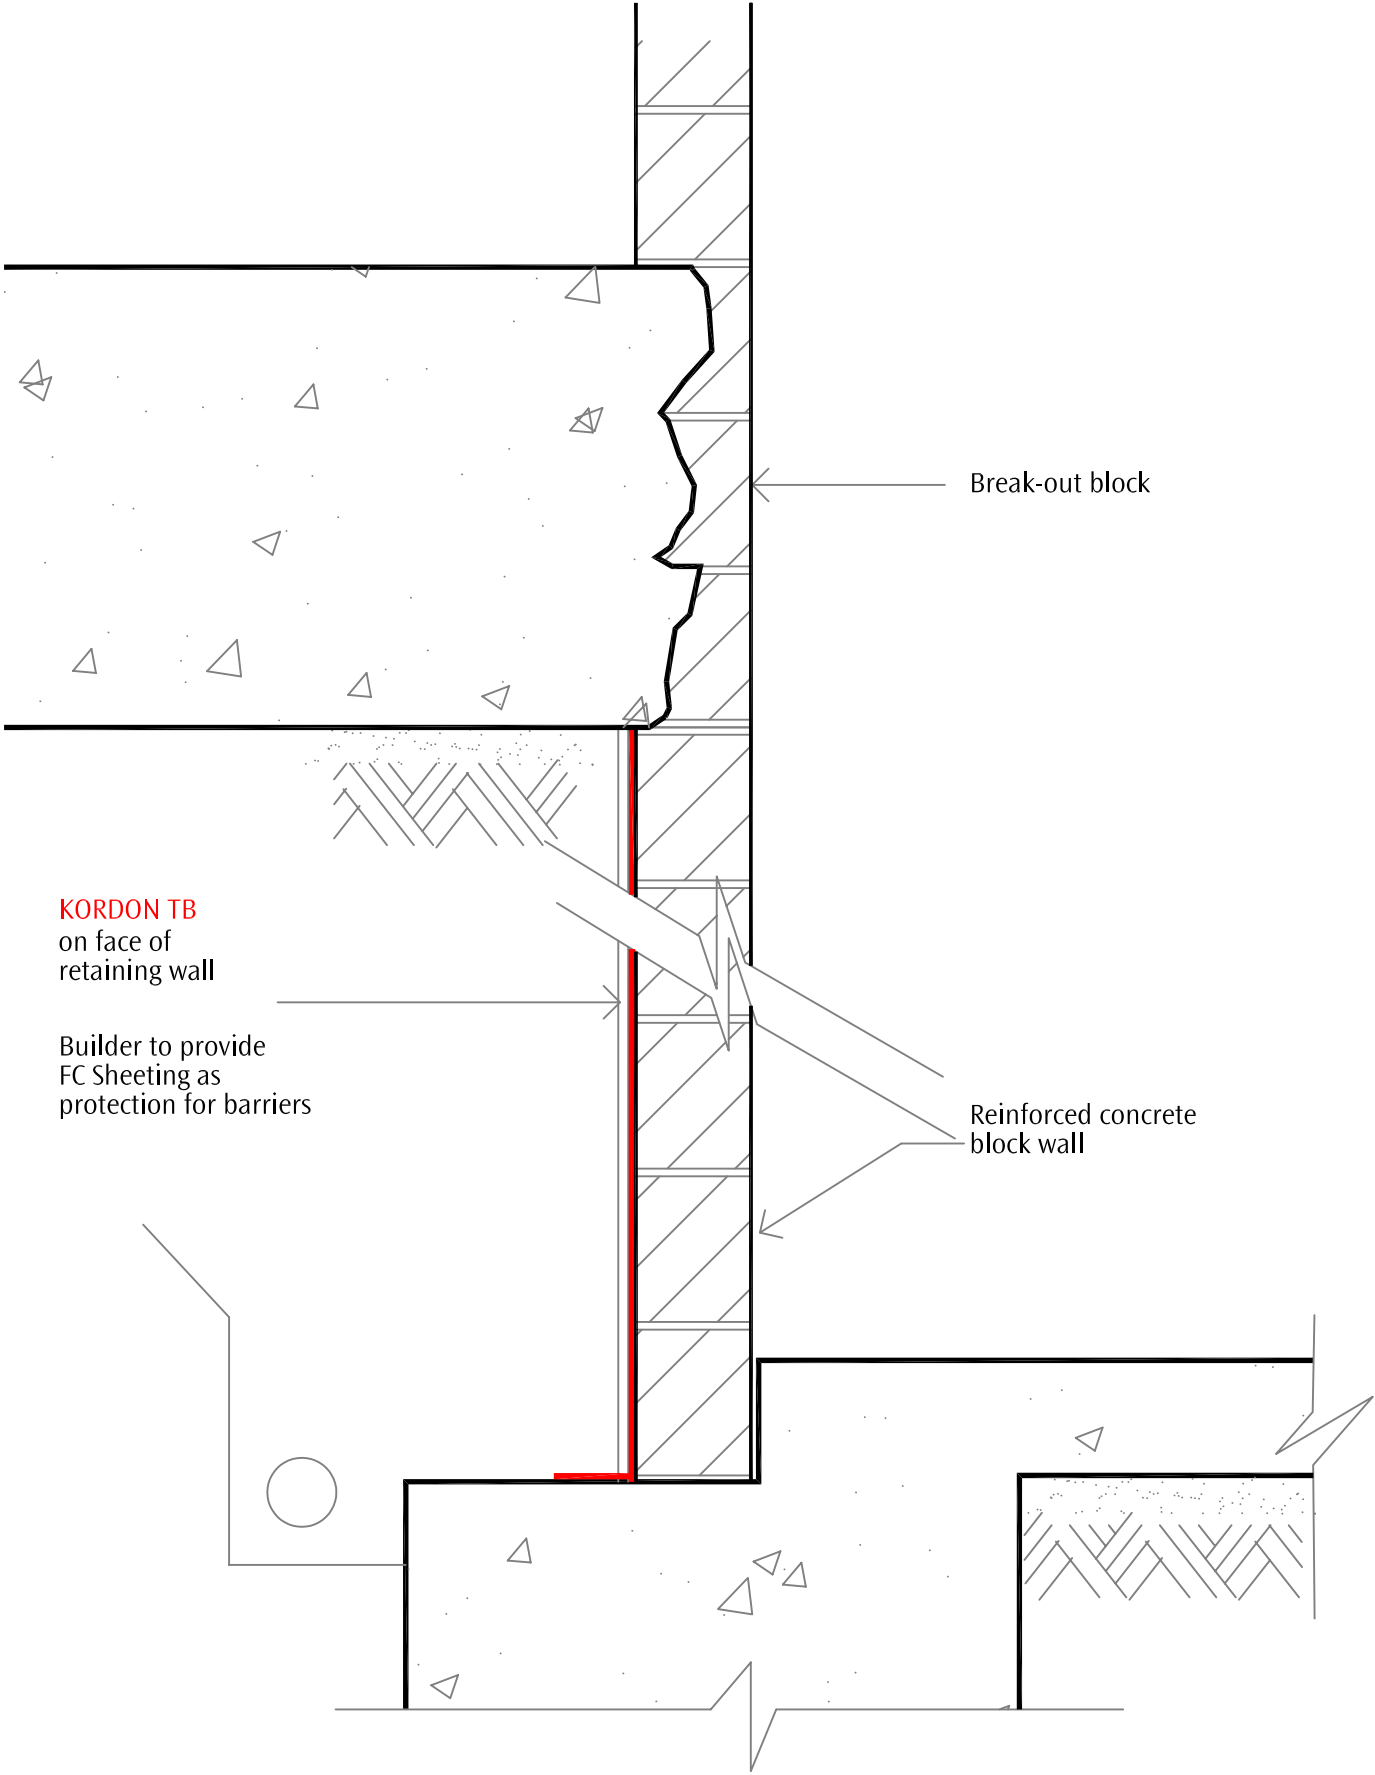 Break-out block
KORDON TB
on face of
retaining wall
Builder to provide
FC Sheeting as
protection for barriers
Reinforced concrete
block wall